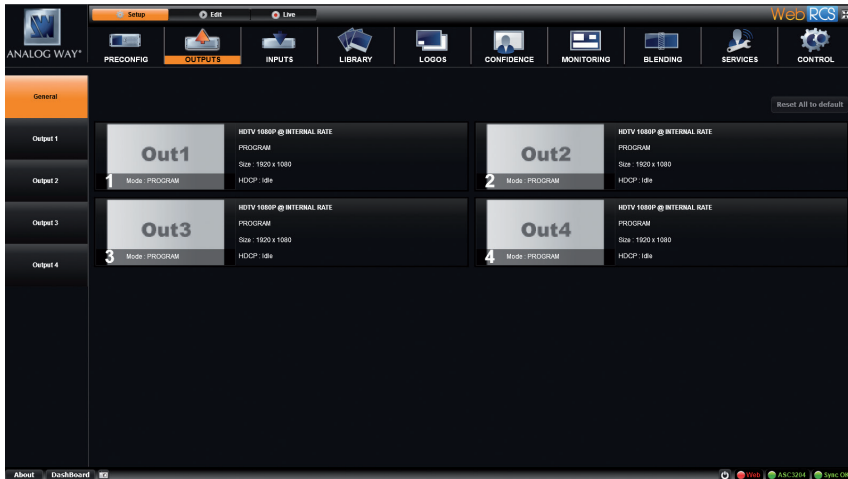 Setup
Edit
Live
Web RCS
ANALOG WAY®
PRECONFIG
OUTPUTS
INPUTS
LIBRARY
LOGOS
CONFIDENCE
MONITORING
BLENDING
SERVICES
CONTROL
General
Reset All to default
Output 1
Output 2
Output 3
Output 4
Out1
1 Mode : PROGRAM
HDTV 1080P @ INTERNAL RATE
PROGRAM
Size : 1920 x 1080
HDCP : Idle
Out2
2 Mode : PROGRAM
HDTV 1080P @ INTERNAL RATE
PROGRAM
Size : 1920 x 1080
HDCP : Idle
Out3
3 Mode : PROGRAM
HDTV 1080P @ INTERNAL RATE
PROGRAM
Size : 1920 x 1080
HDCP : Idle
Out4
4 Mode : PROGRAM
HDTV 1080P @ INTERNAL RATE
PROGRAM
Size : 1920 x 1080
HDCP : Idle
About
DashBoard
Web
ASC3204
Sync OK